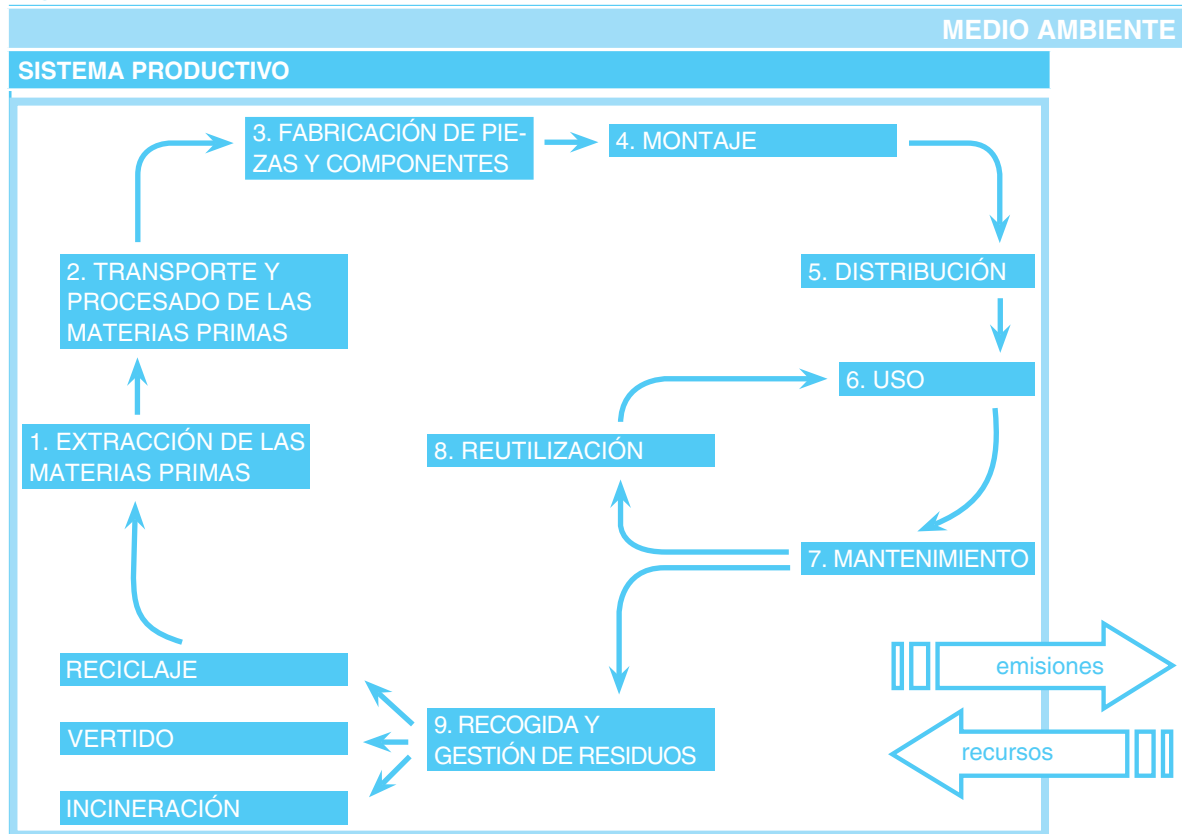 MEDIO AMBIENTE
SISTEMA PRODUCTIVO
3. FABRICACIÓN DE PIE-
ZAS Y COMPONENTES
4. MONTAJE
2. TRANSPORTE Y
PROCESADO DE LAS
MATERIAS PRIMAS
5. DISTRIBUCIÓN
6. USO
1. EXTRACCIÓN DE LAS
MATERIAS PRIMAS
8. REUTILIZACIÓN
7. MANTENIMIENTO
RECICLAJE
emisiones
VERTIDO
9. RECOGIDA Y
GESTIÓN DE RESIDUOS
recursos
INCINERACIÓN